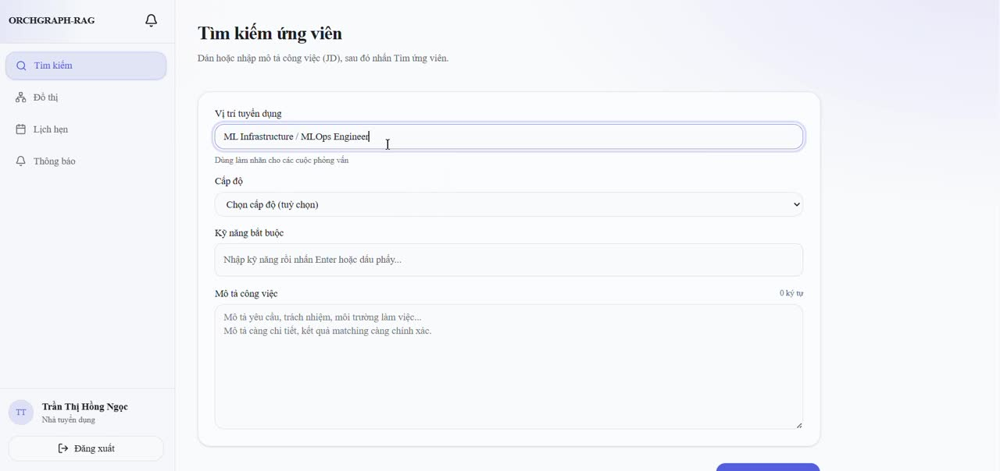 ORCHGRAPH-RAG
Tìm kiếm
Đồ thị
Lịch hẹn
Thông báo
TT
Trần Thị Hồng Ngọc
Nhà tuyển dụng
Đăng xuất
Tìm kiếm ứng viên
Dán hoặc nhập mô tả công việc (JD), sau đó nhấn Tìm ứng viên.
Vị trí tuyển dụng
ML Infrastructure / MLOps Engineer
Dùng làm nhãn cho các cuộc phỏng vấn
Cấp độ
Chọn cấp độ (tuỳ chọn)
Kỹ năng bắt buộc
Nhập kỹ năng rồi nhấn Enter hoặc dấu phẩy...
Mô tả công việc
0 ký tự
Mô tả yêu cầu, trách nhiệm, môi trường làm việc...
Mô tả càng chi tiết, kết quả matching càng chính xác.